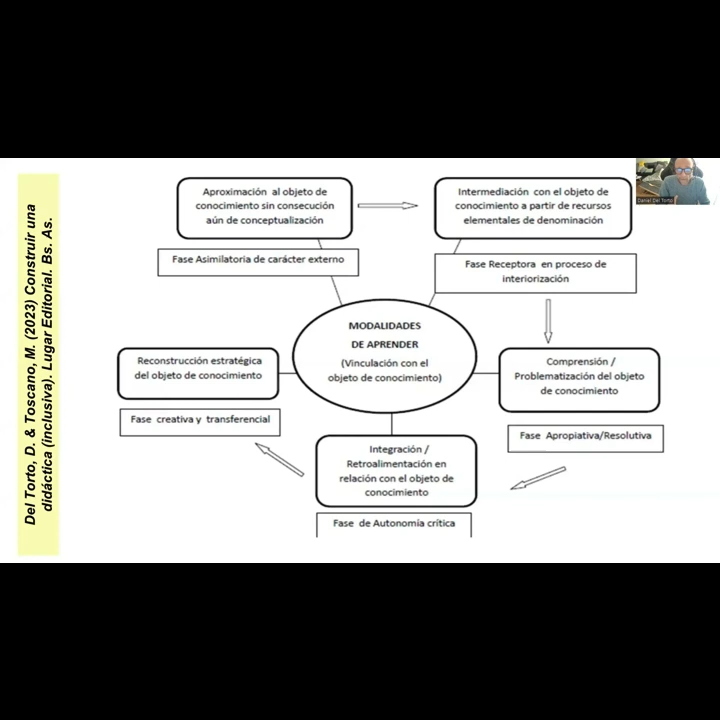 Del Torto, D. & Toscano, M. (2023) Construir una
didáctica (inclusiva). Lugar Editorial. Bs. As.
Aproximación al objeto de
conocimiento sin consecución
aún de conceptualización
Fase Asimilatoria de carácter externo
Intermediación con el objeto de
conocimiento a partir de recursos
elementales de denominación
Fase Receptora en proceso de
interiorización
Daniel Del Torto
MODALIDADES
DE APRENDER
(Vinculación con el
objeto de conocimiento)
Reconstrucción estratégica
del objeto de conocimiento
Fase creativa y transferencial
Comprensión /
Problematización del objeto
de conocimiento
Fase Apropiativa/Resolutiva
Integración /
Retroalimentación en
relación con el objeto de
conocimiento
Fase de Autonomía crítica